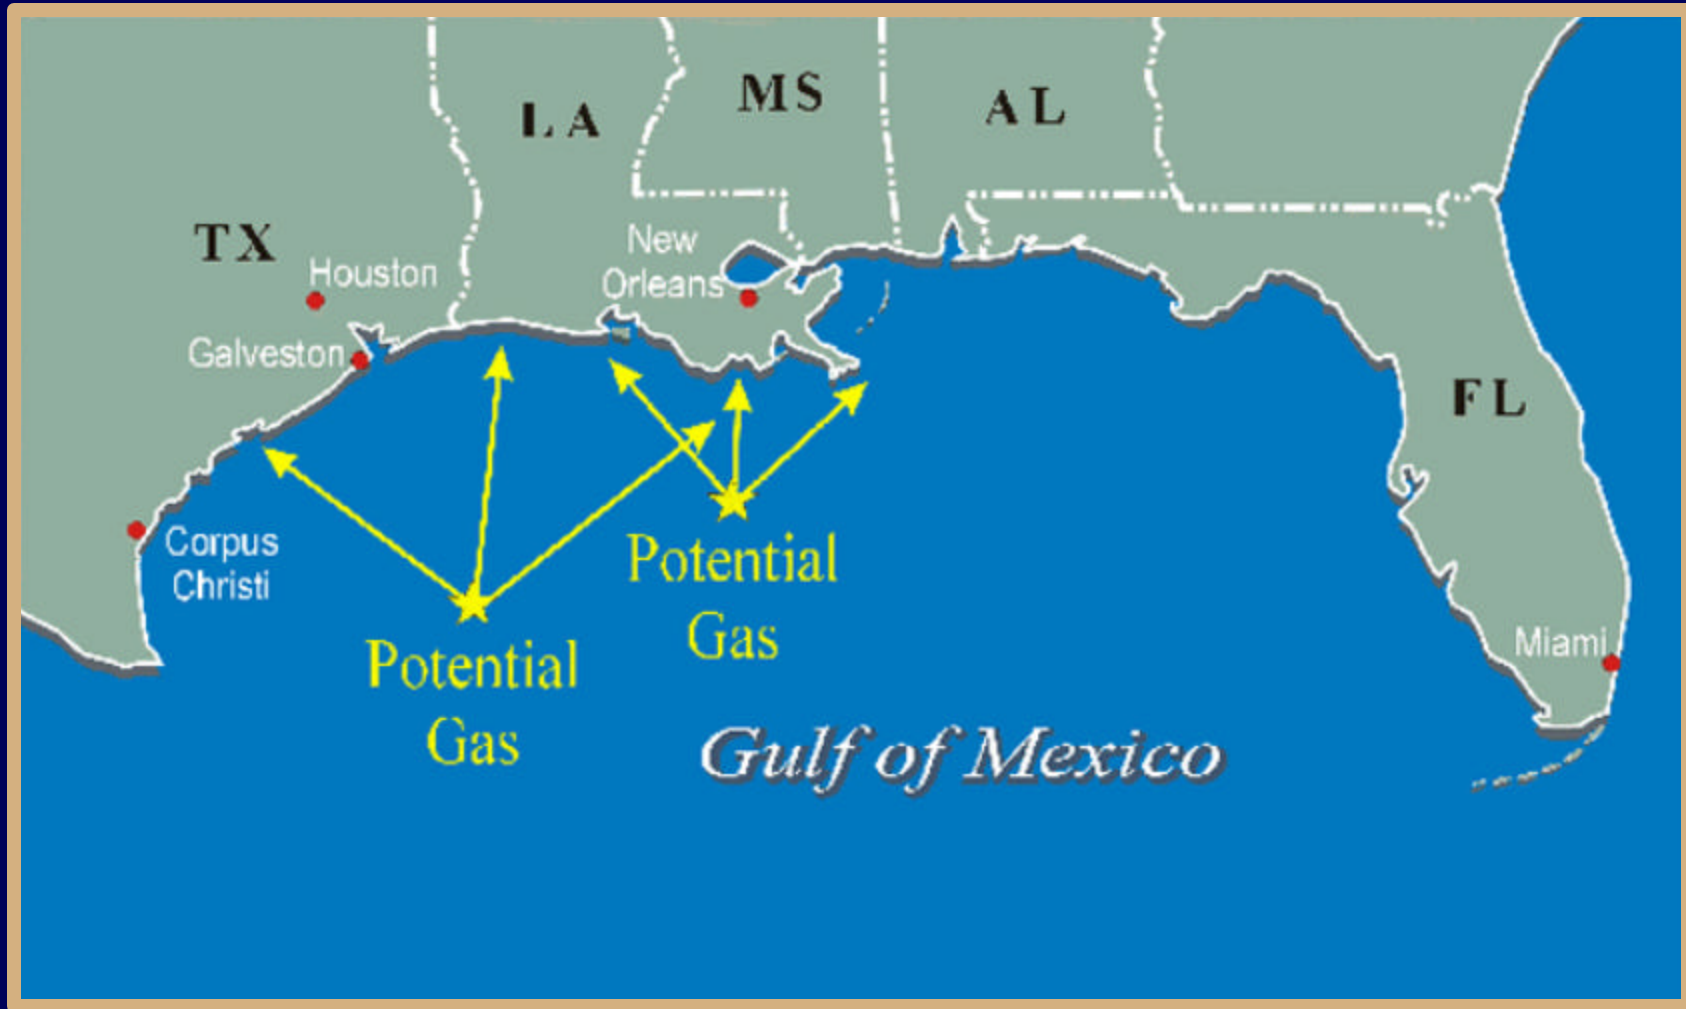 MS
AL
LA
TX
New
Orleans
Houston
Galveston
FL
Corpus
Christi
Potential
Gas
Potential
Gas
Miami
Gulf of Mexico